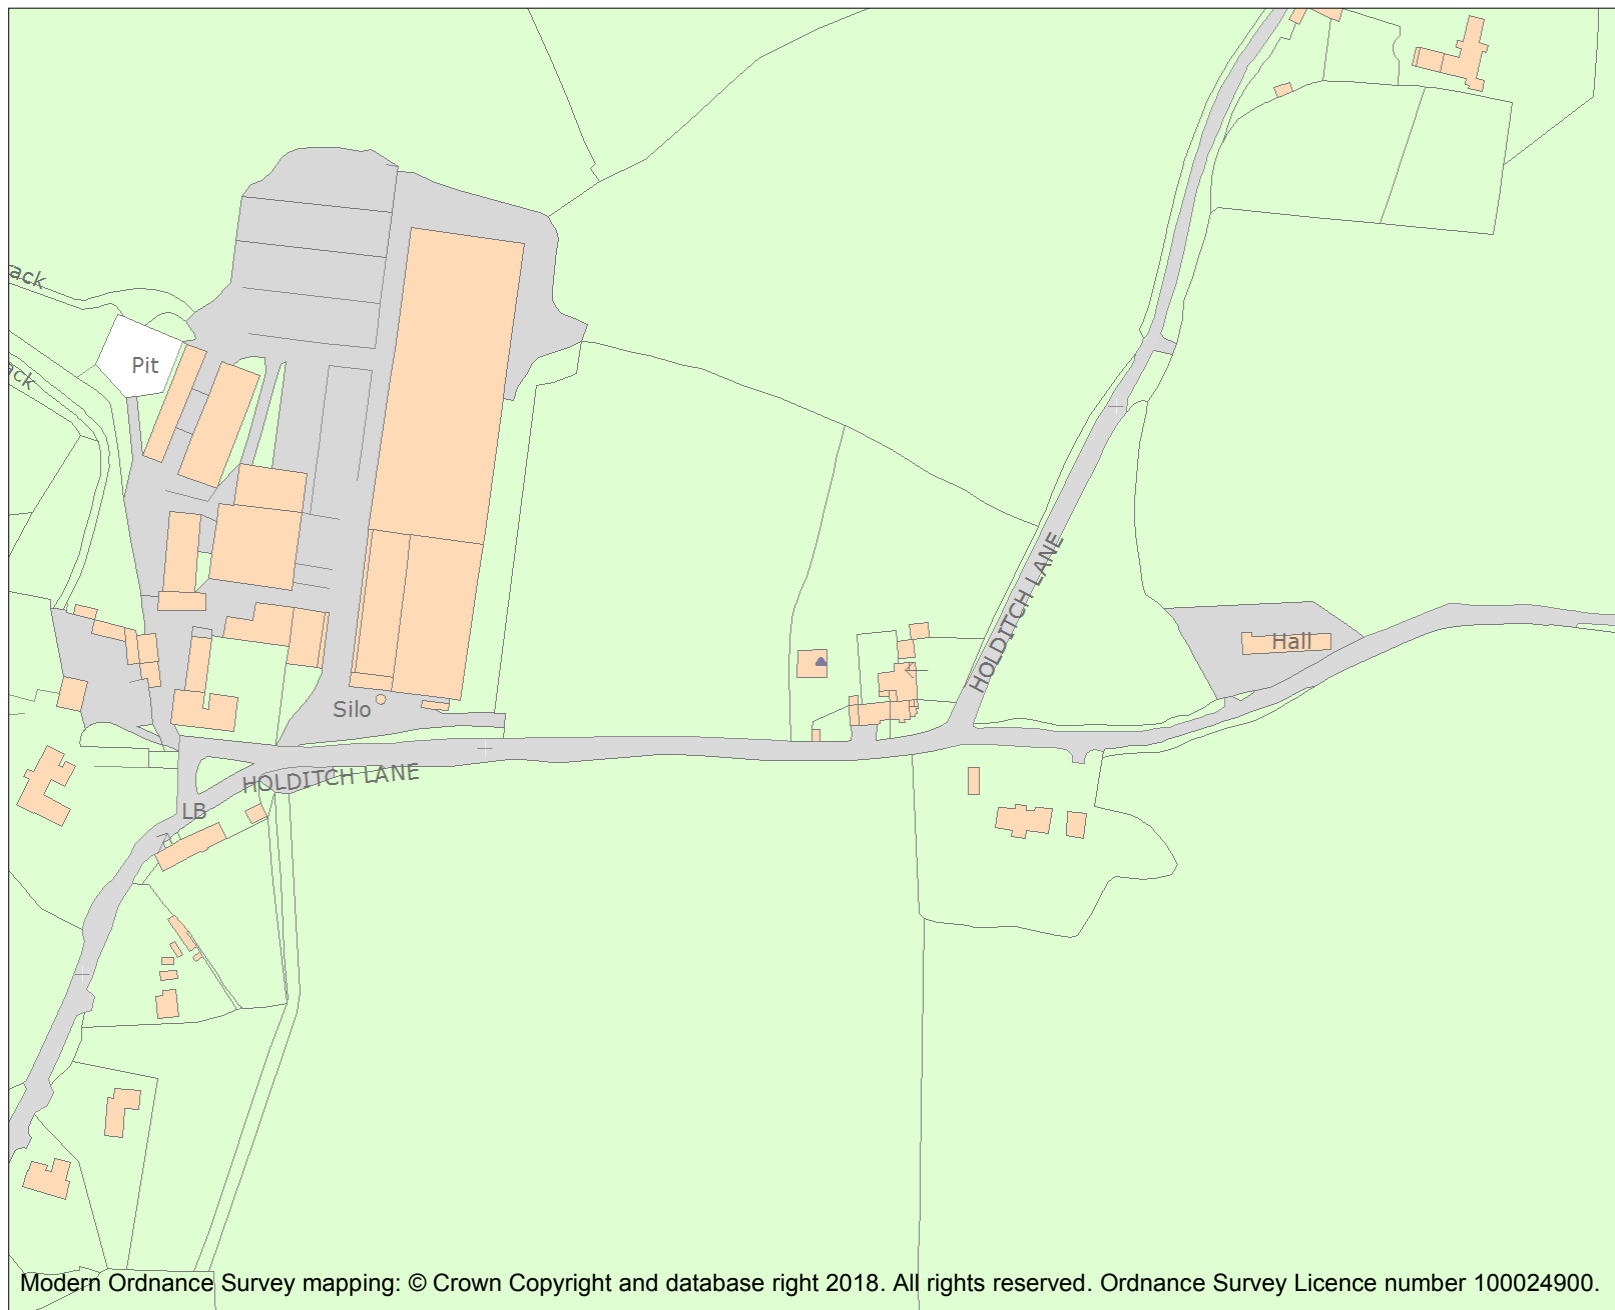 ack
Pit
ack
HOLDITCH LANE
Hall
Silo
HOLDITCH LANE
LB
Modern Ordnance Survey mapping: © Crown Copyright and database right 2018. All rights reserved. Ordnance Survey Licence number 100024900.